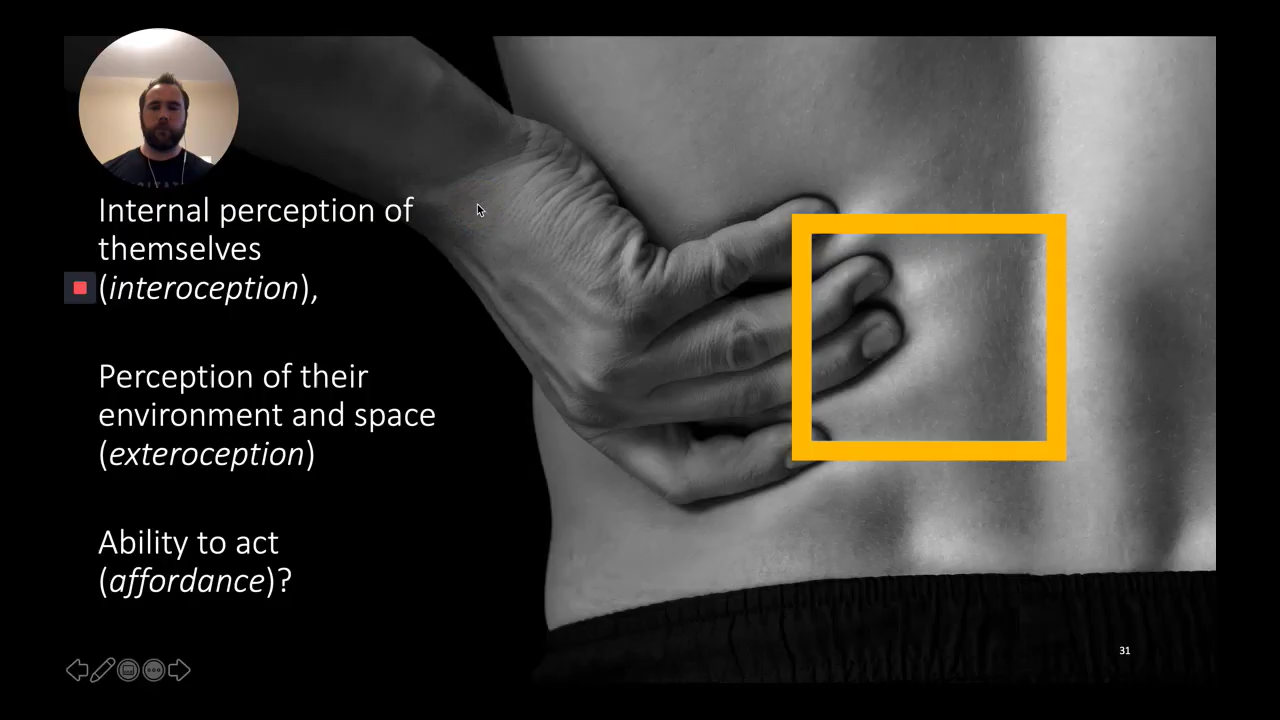 Internal perception of
themselves
(interoception),
Perception of their
environment and space
(exteroception)
Ability to act
(affordance)?
31